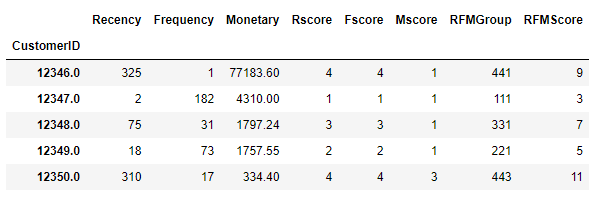 Recency Frequency Monetary Rscore Fscore Mscore RFMGroup RFMScore
CustomerID
12346.0 325 1 77183.60 4 4 1 441 9
12347.0 2 182 4310.00 1 1 1 111 3
12348.0 75 31 1797.24 3 3 1 331 7
12349.0 18 73 1757.55 2 2 1 221 5
12350.0 310 17 334.40 4 4 3 443 11